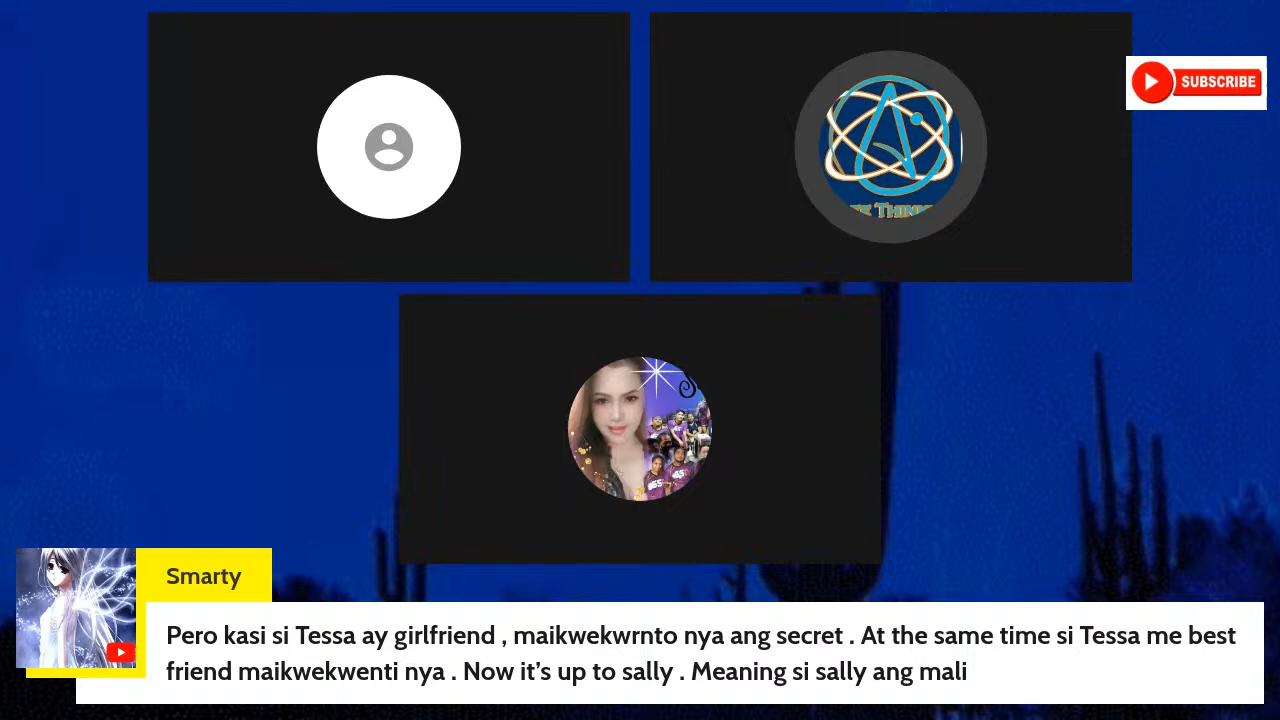 SUBSCRIBE
THIN
Smarty
Pero kasi si Tessa ay girlfriend , maikwekwrnto nya ang secret . At the same time si Tessa me best
friend maikwekwenti nya . Now it’s up to sally . Meaning si sally ang mali